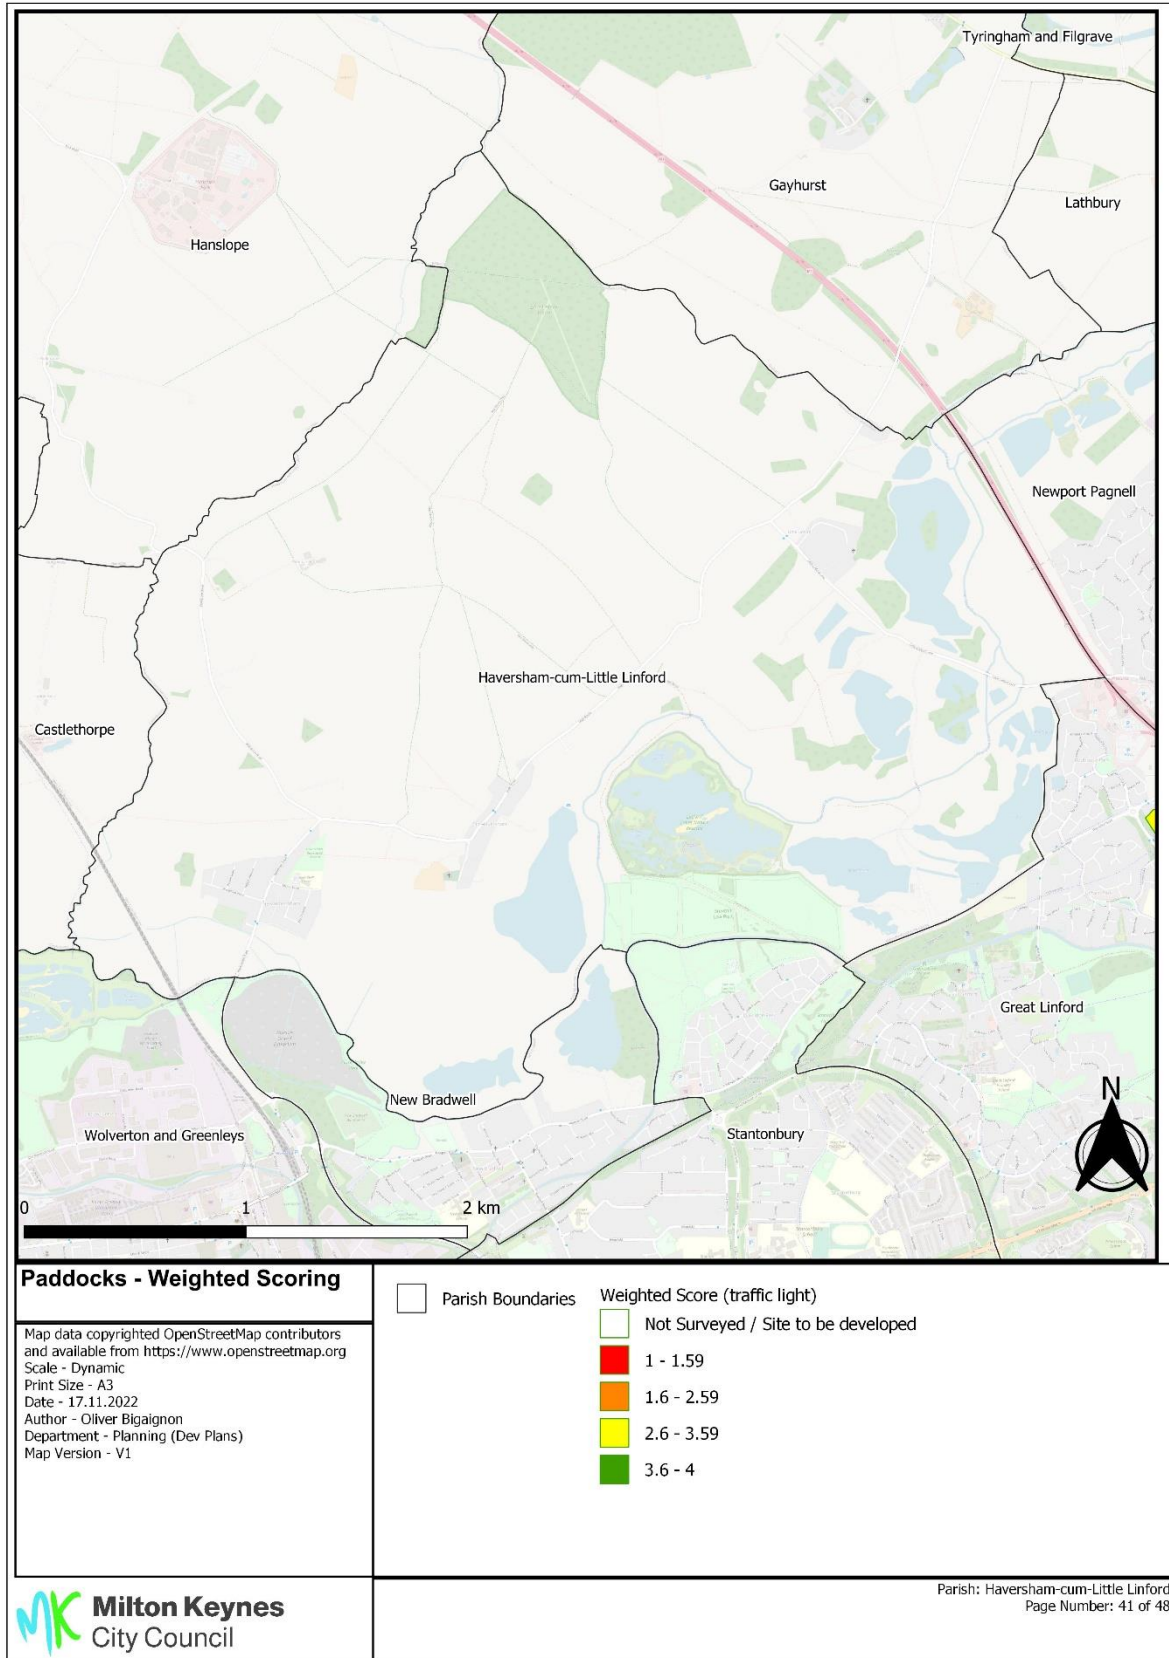 Tyringham and Filgrave
Gayhurst
Lathbury
Hanslope
Newport Pagnell
Haversham-cum-Little Linford
Castlethorpe
Great Linford
New Bradwell
Wolverton and Greenleys
Stantonbury
N
0 1 2 km
Paddocks - Weighted Scoring
Map data copyrighted OpenStreetMap contributors
and available from https://www.openstreetmap.org
Scale - Dynamic
Print Size - A3
Date - 17.11.2022
Author - Oliver Bigaignon
Department - Planning (Dev Plans)
Map Version - V1
Parish Boundaries
Weighted Score (traffic light)
Not Surveyed / Site to be developed
1 - 1.59
1.6 - 2.59
2.6 - 3.59
3.6 - 4
MK Milton Keynes
City Council
Parish: Haversham-cum-Little Linford
Page Number: 41 of 48